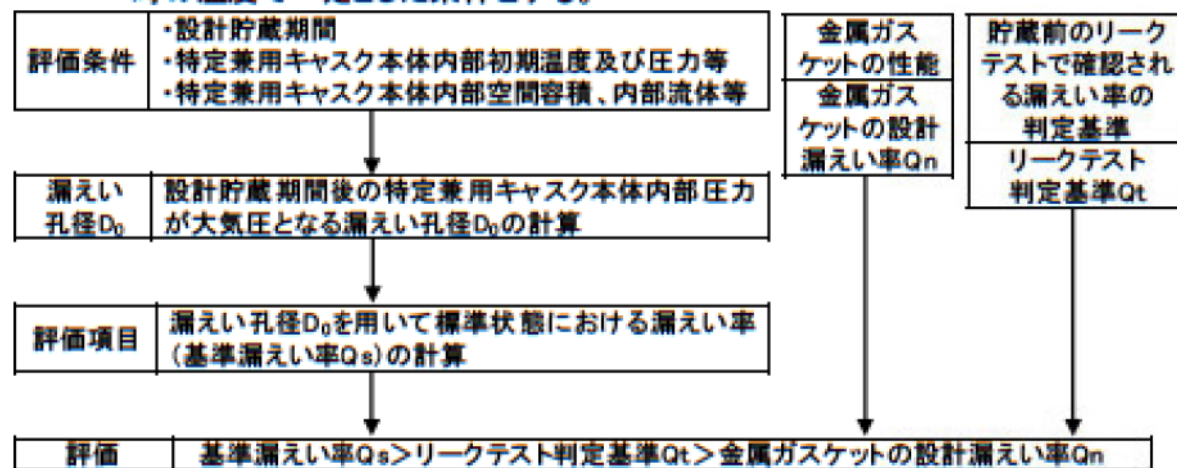 評価条件
・設計貯蔵期間
・特定兼用キャスク本体内部初期温度及び圧力等
・特定兼用キャスク本体内部空間容積、内部流体等
金属ガス
ケットの性能
金属ガス
ケットの設計
漏えい率Qn
貯蔵前のリーク
テストで確認され
る漏えい率の
判定基準
リークテスト
判定基準Qt
漏えい
孔径D₀
設計貯蔵期間後の特定兼用キャスク本体内部圧力
が大気圧となる漏えい孔径D₀の計算
評価項目
漏えい孔径D₀を用いて標準状態における漏えい率
(基準漏えい率Qs)の計算
評価
基準漏えい率Qs>リークテスト判定基準Qt>金属ガスケットの設計漏えい率Qn